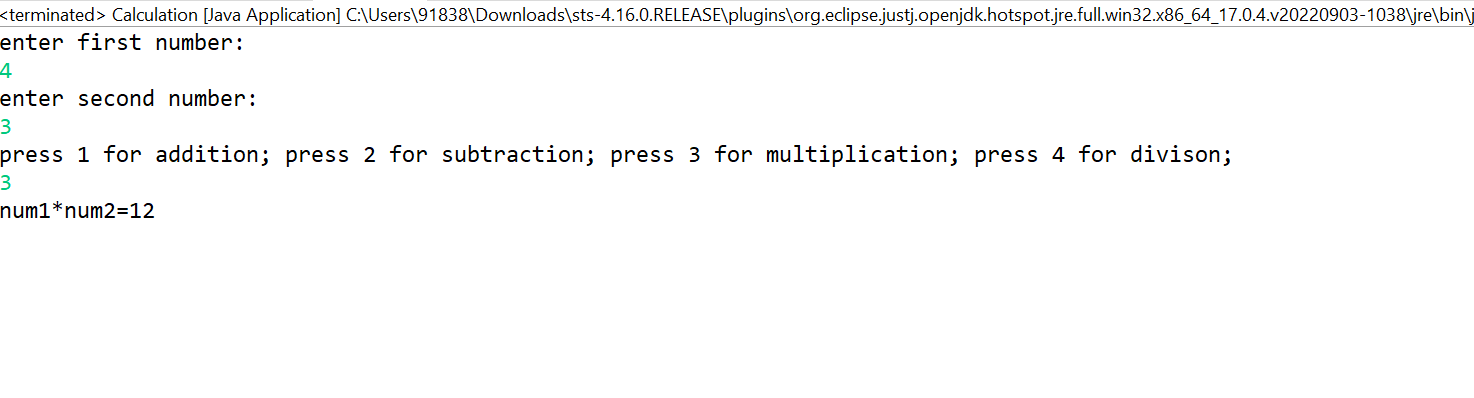 <terminated> Calculation [Java Application] C:\Users\91838\Downloads\sts-4.16.0.RELEASE\plugins\org.eclipse.justj.openjdk.hotspot.jre.full.win32.x86_64_17.0.4.v20220903-1038\jre\bin\j
enter first number:
4
enter second number:
3
press 1 for addition; press 2 for subtraction; press 3 for multiplication; press 4 for divison;
3
num1*num2=12